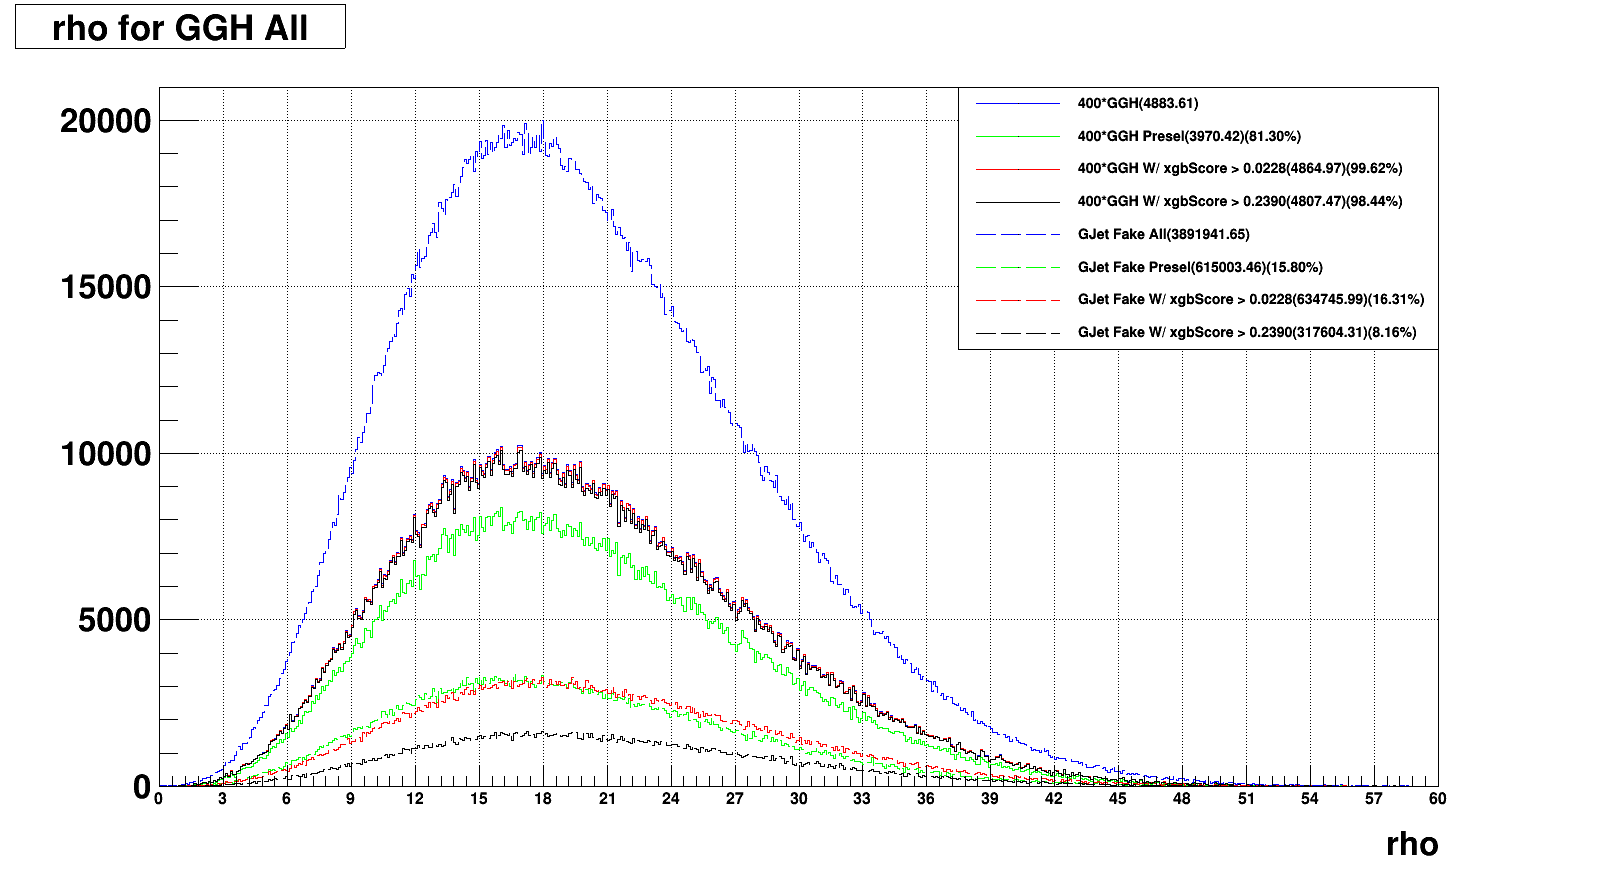 rho for GGH All
400*GGH(4883.61)
400*GGH Presel(3970.42)(81.30%)
400*GGH W/ xgbScore > 0.0228(4864.97)(99.62%)
400*GGH W/ xgbScore > 0.2390(4807.47)(98.44%)
GJet Fake All(3891941.65)
GJet Fake Presel(615003.46)(15.80%)
GJet Fake W/ xgbScore > 0.0228(634745.99)(16.31%)
GJet Fake W/ xgbScore > 0.2390(317604.31)(8.16%)
20000
15000
10000
5000
0
0 3 6 9 12 15 18 21 24 27 30 33 36 39 42 45 48 51 54 57 60
rho